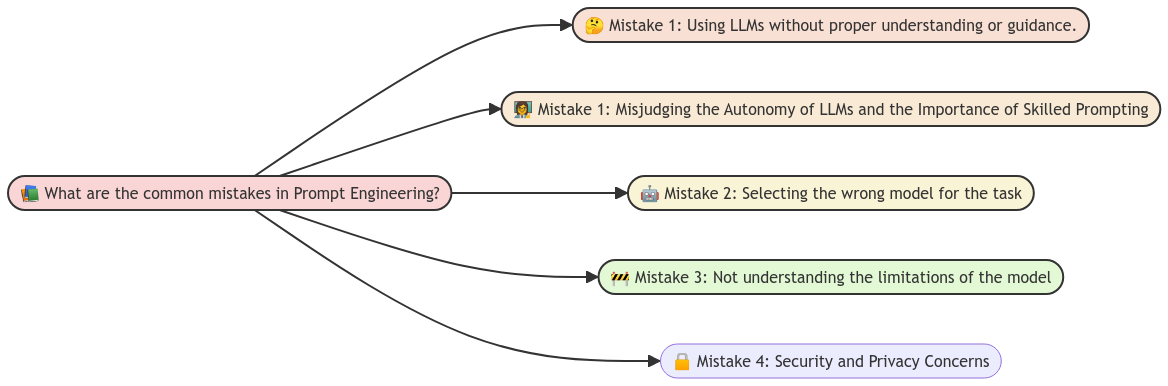 🤔 Mistake 1: Using LLMs without proper understanding or guidance.
👩‍🏫 Mistake 1: Misjudging the Autonomy of LLMs and the Importance of Skilled Prompting
📚 What are the common mistakes in Prompt Engineering?
🤖 Mistake 2: Selecting the wrong model for the task
🚧 Mistake 3: Not understanding the limitations of the model
🔒 Mistake 4: Security and Privacy Concerns